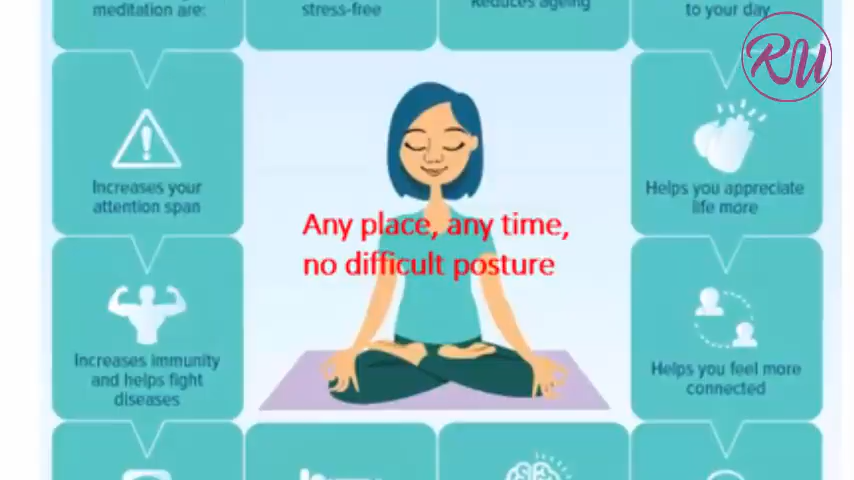 meditation are:
stress-free
Reduces ageing
to your day
RU
Increases your
attention span
Helps you appreciate
life more
Any place, any time,
no difficult posture
Increases immunity
and helps fight
diseases
Helps you feel more
connected